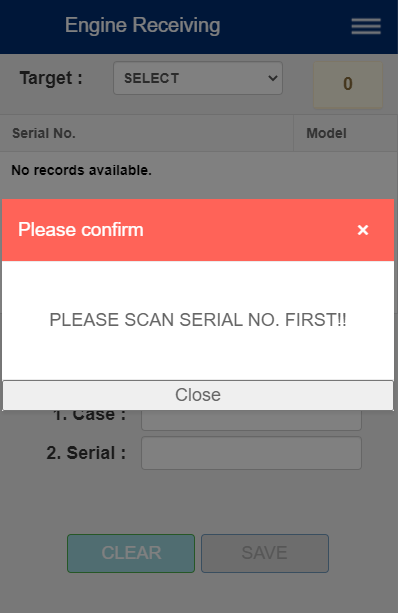 Engine Receiving
Target : SELECT 0
Serial No. Model
No records available.
Please confirm ×
PLEASE SCAN SERIAL NO. FIRST!!
Close
1. Case :
2. Serial :
CLEAR SAVE